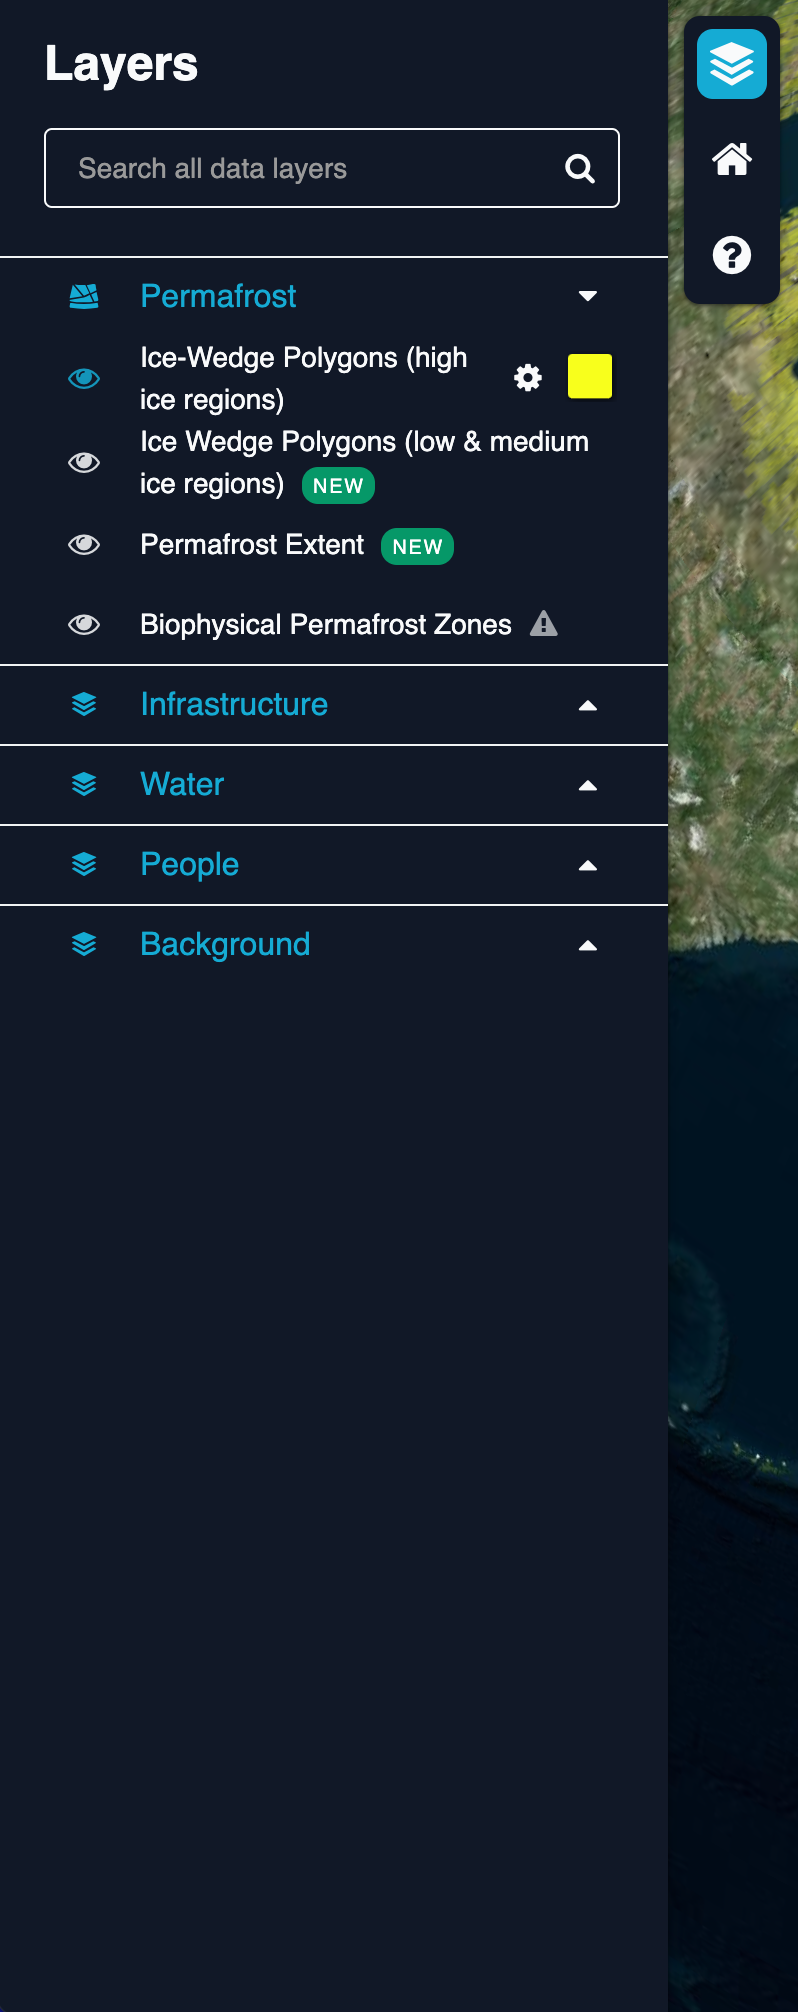 Layers
Search all data layers
Permafrost
Ice-Wedge Polygons (high
ice regions)
Ice Wedge Polygons (low & medium
ice regions) NEW
Permafrost Extent NEW
Biophysical Permafrost Zones
Infrastructure
Water
People
Background